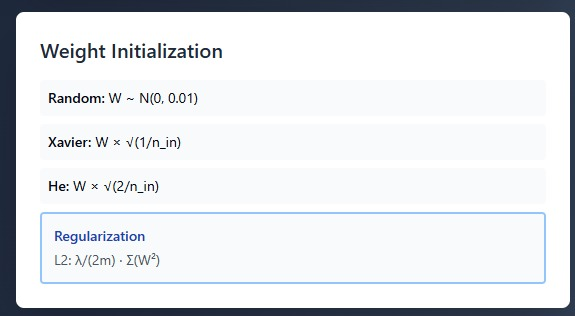 Weight Initialization
Random: W ~ N(0, 0.01)
Xavier: W × √(1/n_in)
He: W × √(2/n_in)
Regularization
L2: λ/(2m) · Σ(W²)